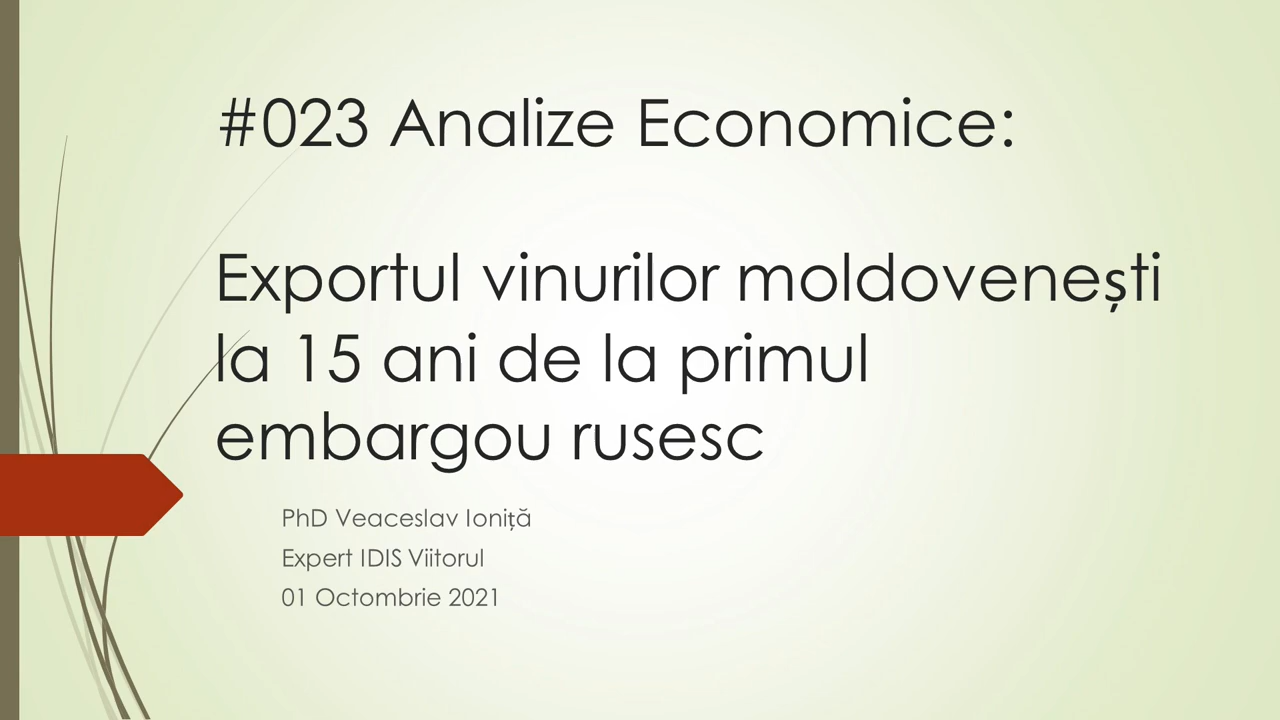 #023 Analize Economice:
Exportul vinurilor moldovenești
la 15 ani de la primul
embargou rusesc
PhD Veaceslav Ioniță
Expert IDIS Viitorul
01 Octombrie 2021